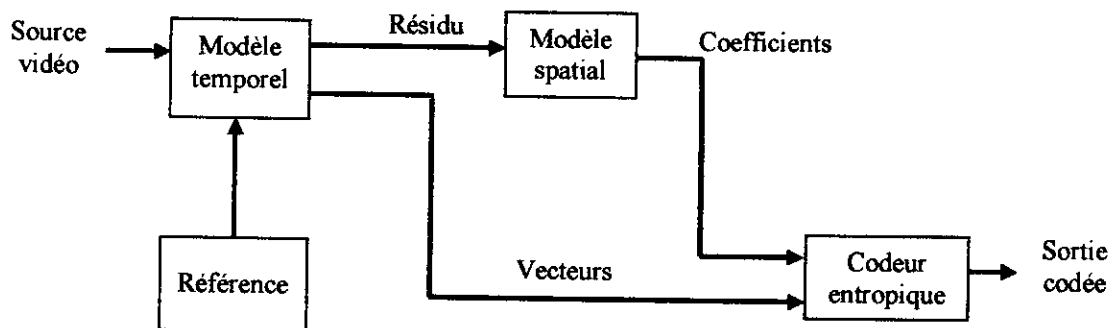 Source
vidéo
Modèle
temporel
Résidu
Modèle
spatial
Coefficients
Référence
Vecteurs
Codeur
entropique
Sortie
codée